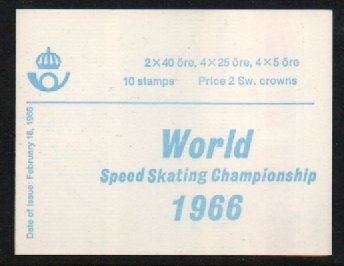 2×40 öre, 4×25 öre, 4×5 öre
10 stamps Price 2 Sw. crowns
World
Speed Skating Championship
1966
Date of issue: February 18, 1966